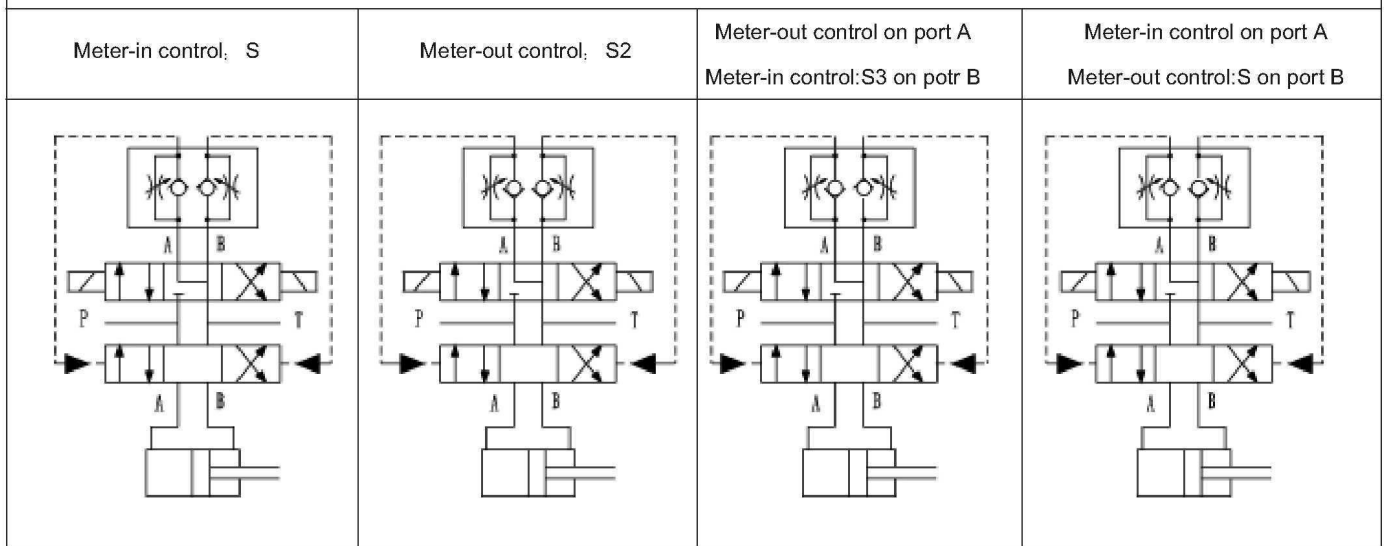 Meter-in control： S
Meter-out control： S2
Meter-out control on port A
Meter-in control:S3 on potr B
Meter-in control on port A
Meter-out control:S on port B
A B
P T
A B
A B
P T
A B
A B
P T
A B
A B
P T
A B